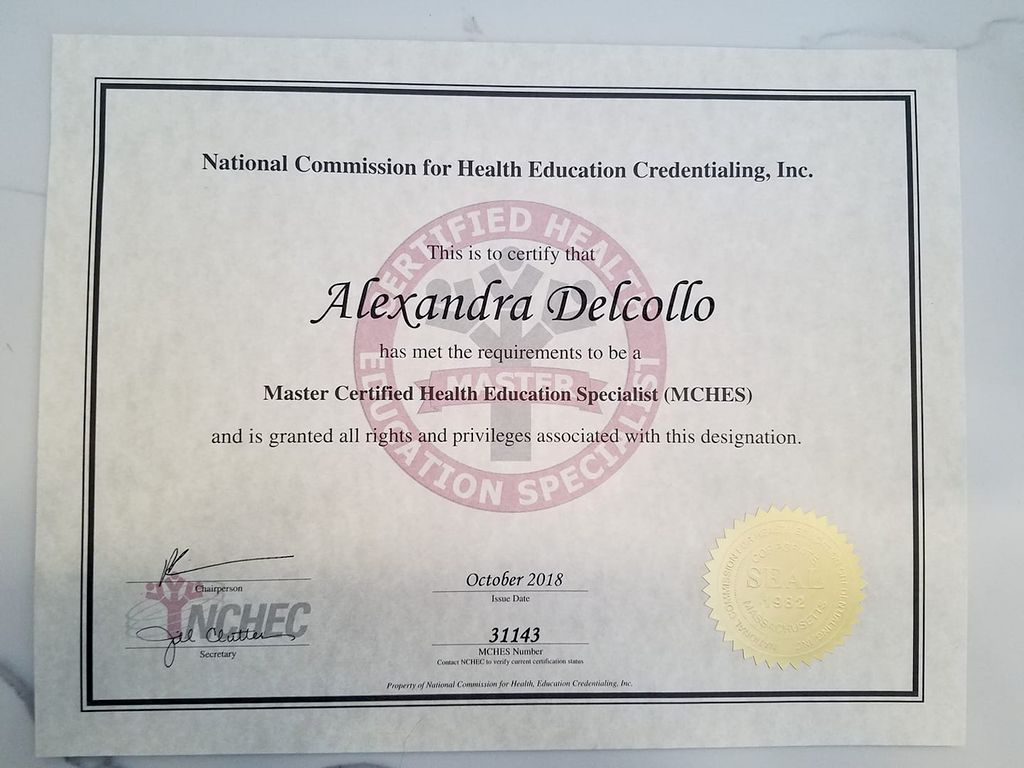 National Commission for Health Education Credentialing, Inc.
CERTIFIED HEALTH
This is to certify that
Alexandra Delcollo
has met the requirements to be a
MASTER
Master Certified Health Education Specialist (MCHES)
and is granted all rights and privileges associated with this designation.
EDUCATION SPECIALIST
Chairperson
NCHEC
Secretary
October 2018
Issue Date
31143
MCHES Number
Contact NCHEC to verify current certification status
CORPORATE
SEAL
1982
MASSACHUSETTS
Property of National Commission for Health, Education Credentialing, Inc.